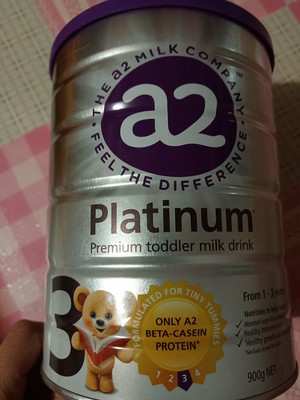 THE a2 MILK COMPANY
a2
FEEL THE DIFFERENCE
Platinum
Premium toddler milk drink
3
From 1 - 3
FORMULATED FOR TINY TUMMIES
ONLY A2
BETA-CASEIN
PROTEIN
1 2 3 4
900g NET